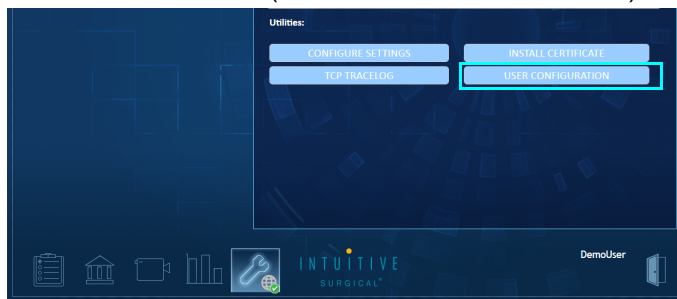 Utilities:
CONFIGURE SETTINGS INSTALL CERTIFICATE
TCP TRACELOG USER CONFIGURATION
INTUITIVE
SURGICAL®
DemoUser